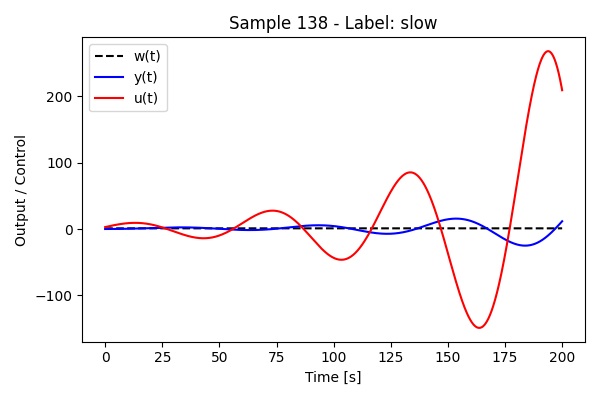 Sample 138 - Label: slow
w(t)
y(t)
u(t)
Output / Control
200
100
0
−100
0 25 50 75 100 125 150 175 200
Time [s]